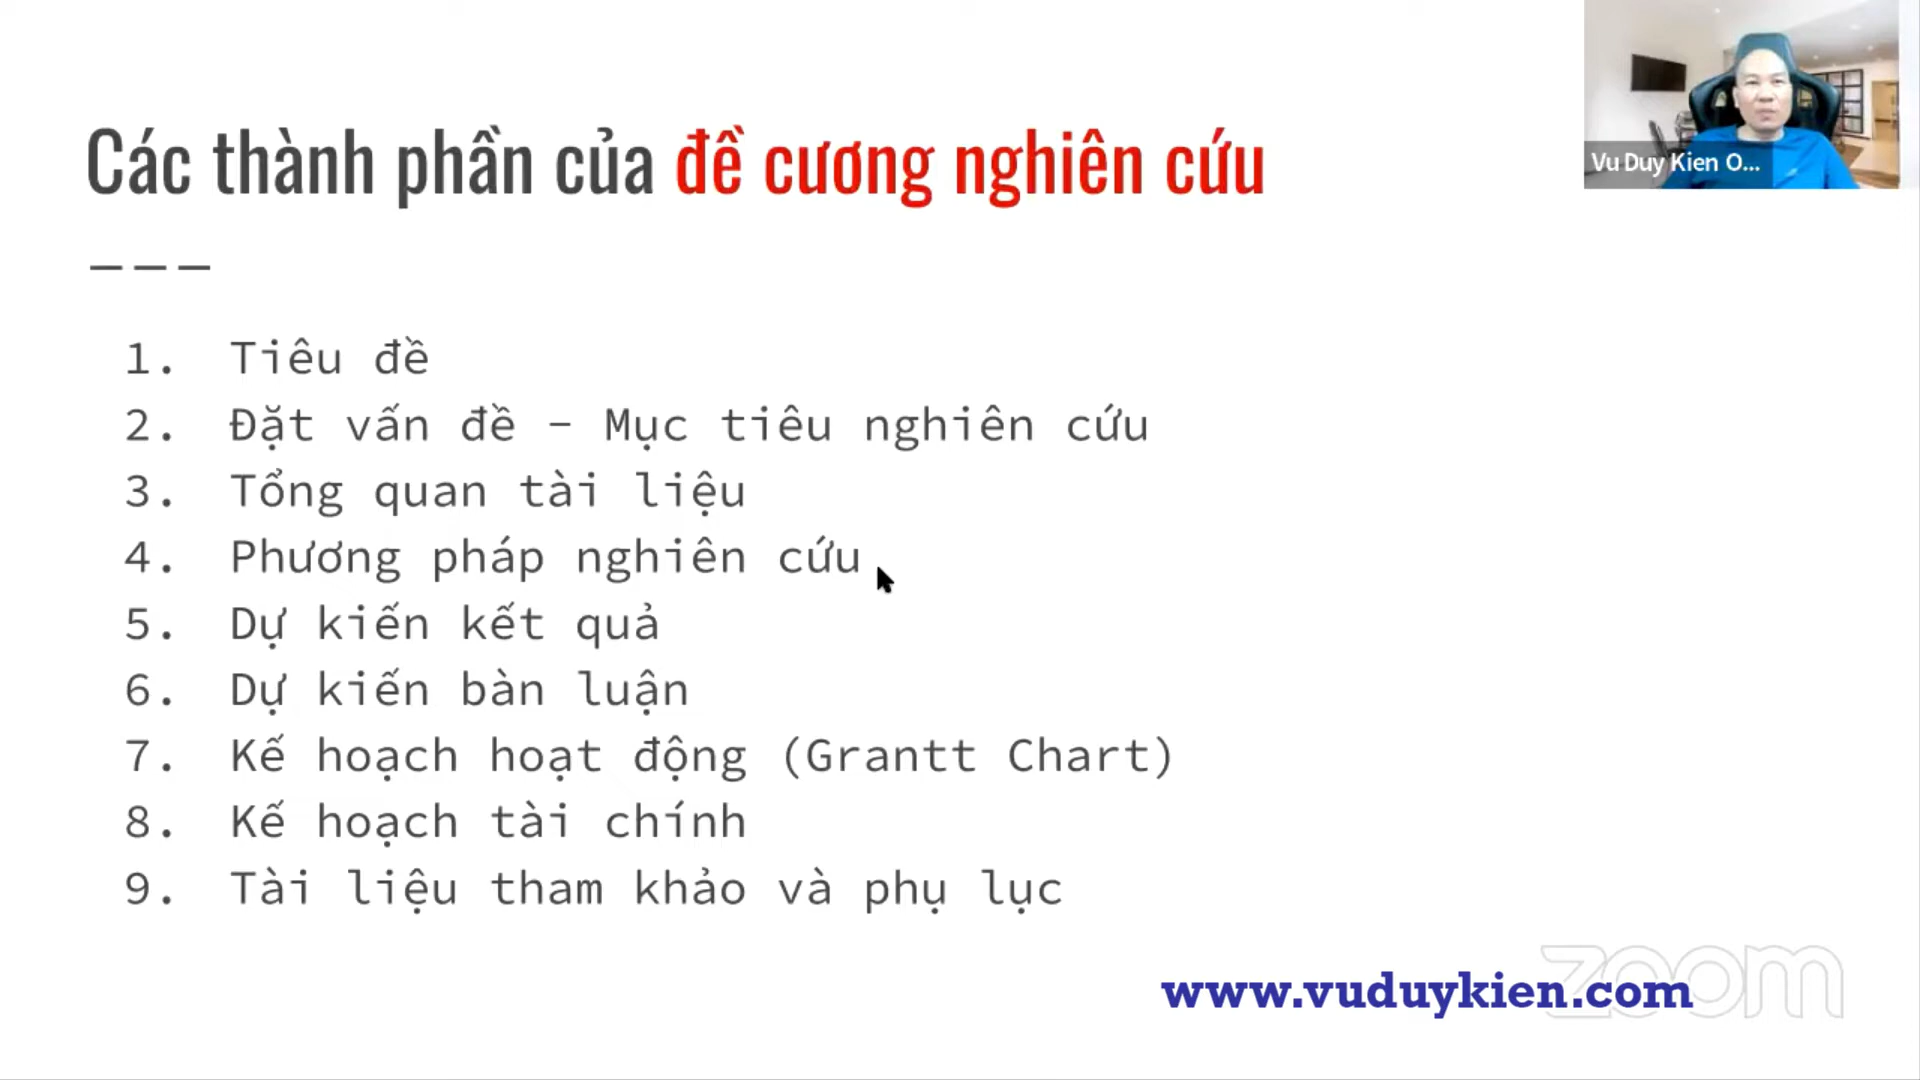 Các thành phần của đề cương nghiên cứu
Vu Duy Kien O...
1. Tiêu đề
2. Đặt vấn đề - Mục tiêu nghiên cứu
3. Tổng quan tài liệu
4. Phương pháp nghiên cứu
5. Dự kiến kết quả
6. Dự kiến bàn luận
7. Kế hoạch hoạt động (Grantt Chart)
8. Kế hoạch tài chính
9. Tài liệu tham khảo và phụ lục
zoom
www.vuduykien.com